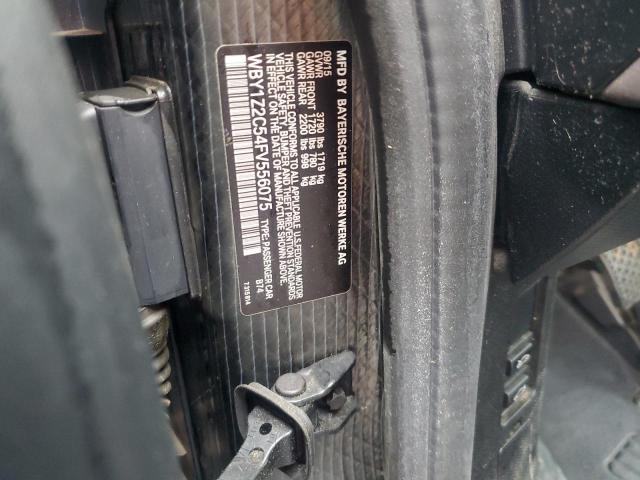 MFD BY BAYERISCHE MOTOREN WERKE AG
09/15
GVWR 3790 lbs 1719 kg
GAWR FRONT 1720 lbs 780 kg
GAWR REAR 2200 lbs 998 kg
THIS VEHICLE CONFORMS TO ALL APPLICABLE U.S. FEDERAL MOTOR
VEHICLE SAFETY, BUMPER AND THEFT PREVENTION STANDARDS
IN EFFECT ON THE DATE OF MANUFACTURE SHOWN ABOVE.
WBY1Z2C54FV556075 TYPE: PASSENGER CAR
B74